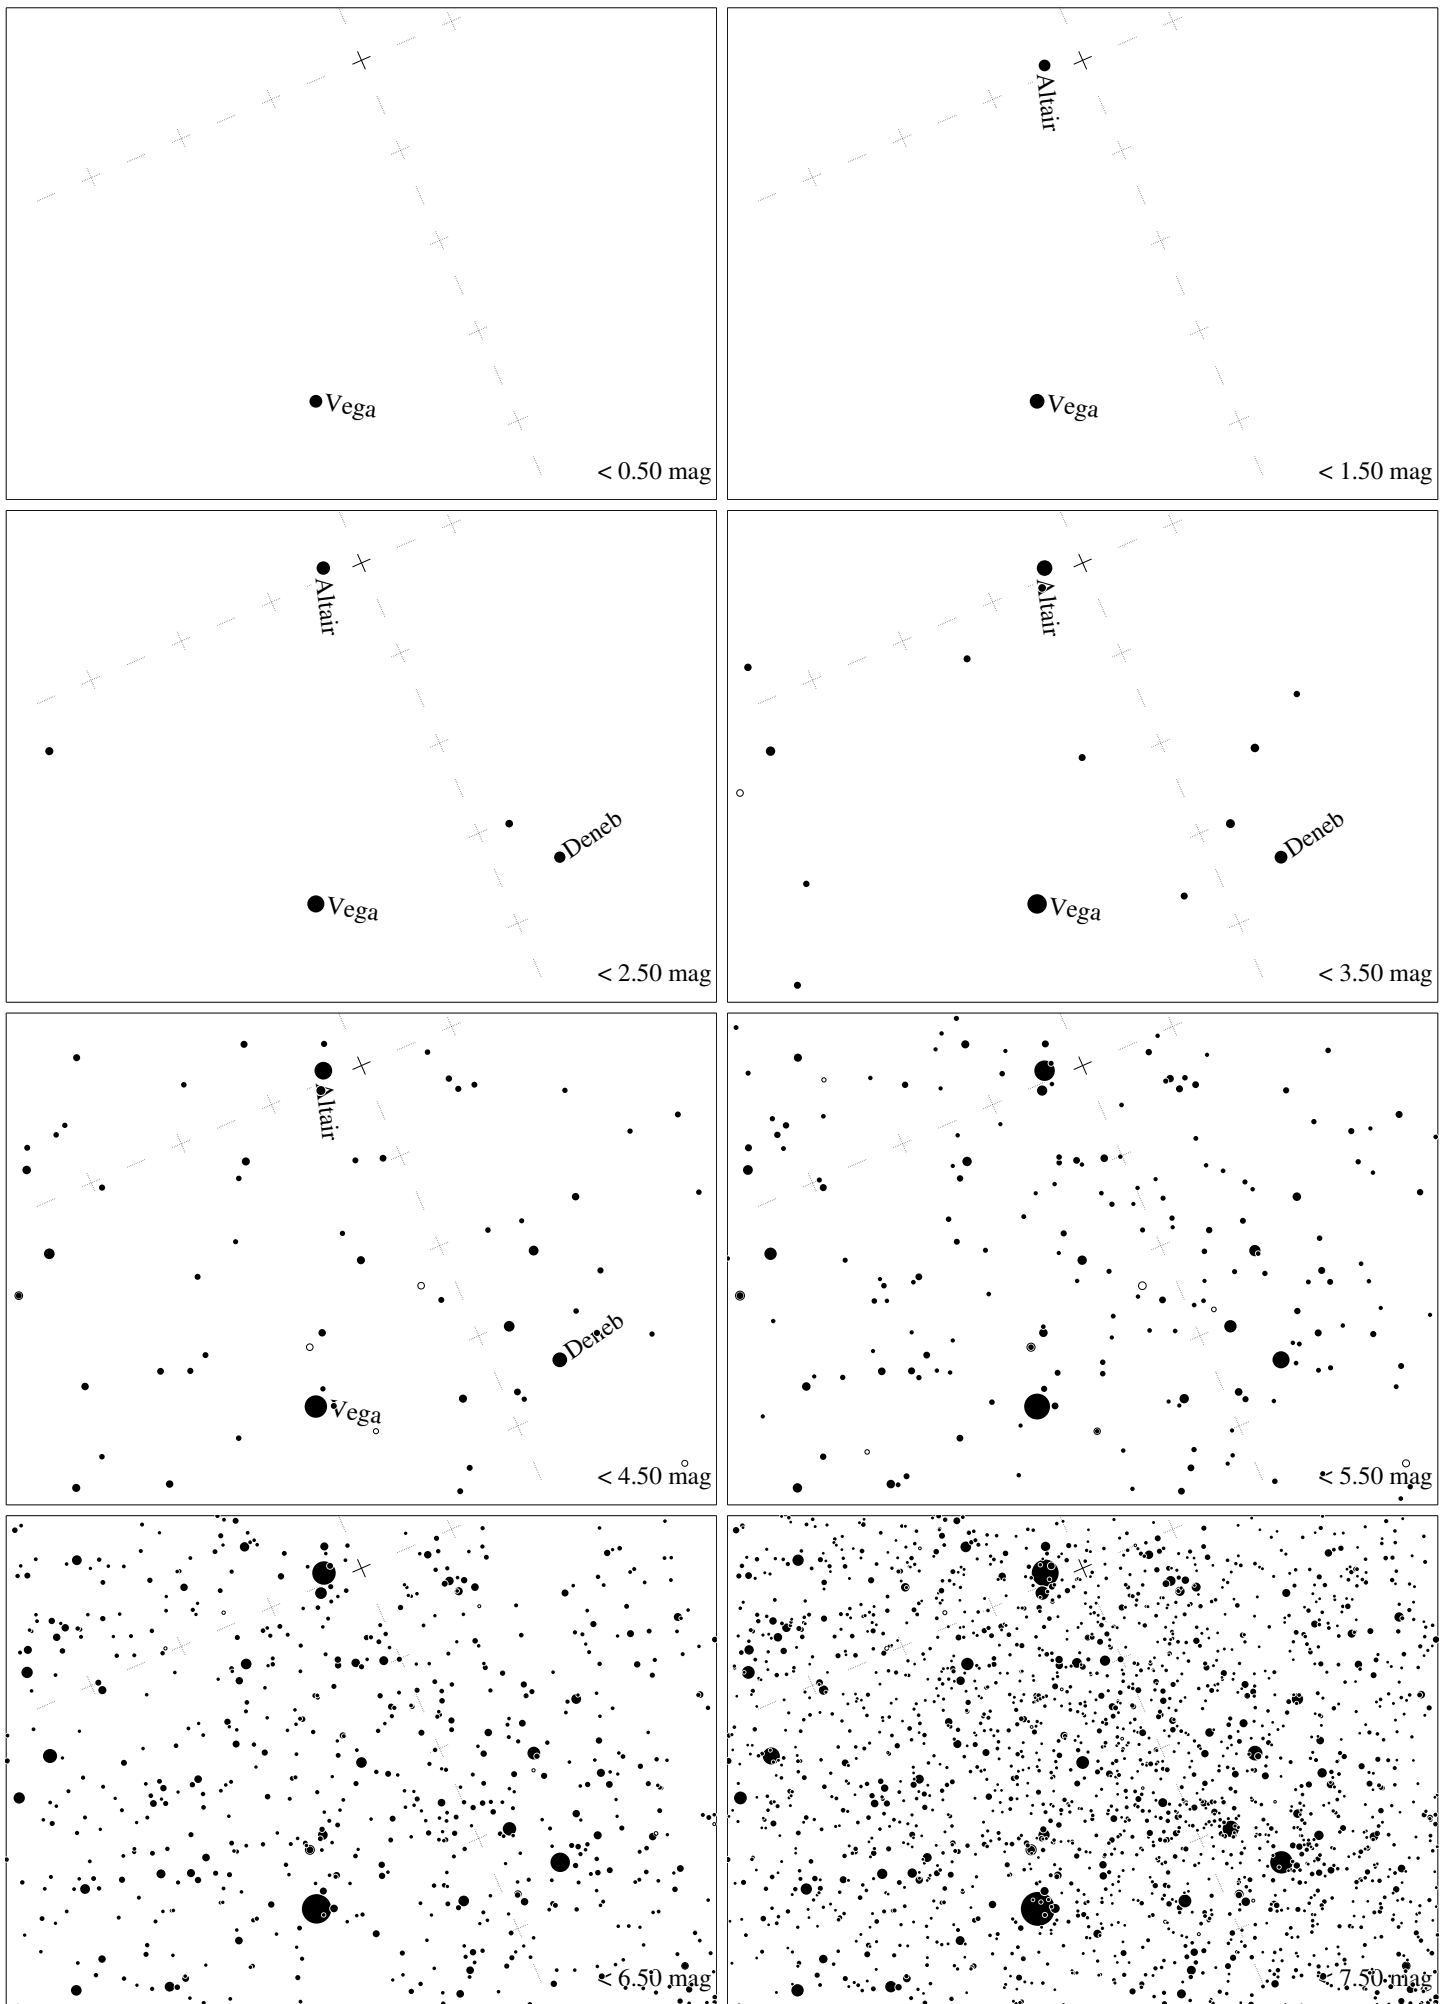 Vega
< 0.50 mag
Altair
Vega
< 1.50 mag
Altair
Deneb
Vega
< 2.50 mag
Altair
Deneb
Vega
< 3.50 mag
Altair
Deneb
Vega
< 4.50 mag
< 5.50 mag
< 6.50 mag
< 7.50 mag